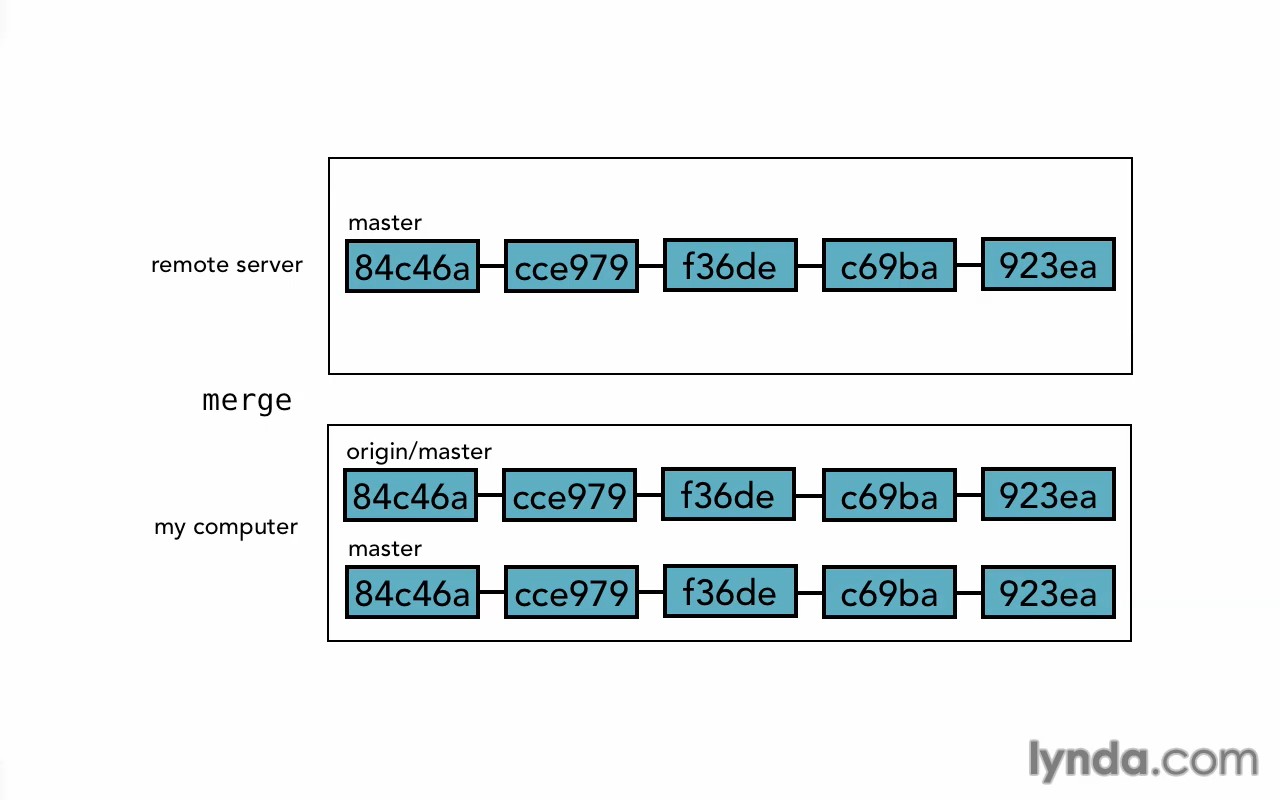 master
remote server
84c46a cce979 f36de c69ba 923ea
merge
origin/master
84c46a cce979 f36de c69ba 923ea
my computer
master
84c46a cce979 f36de c69ba 923ea
lynda.com